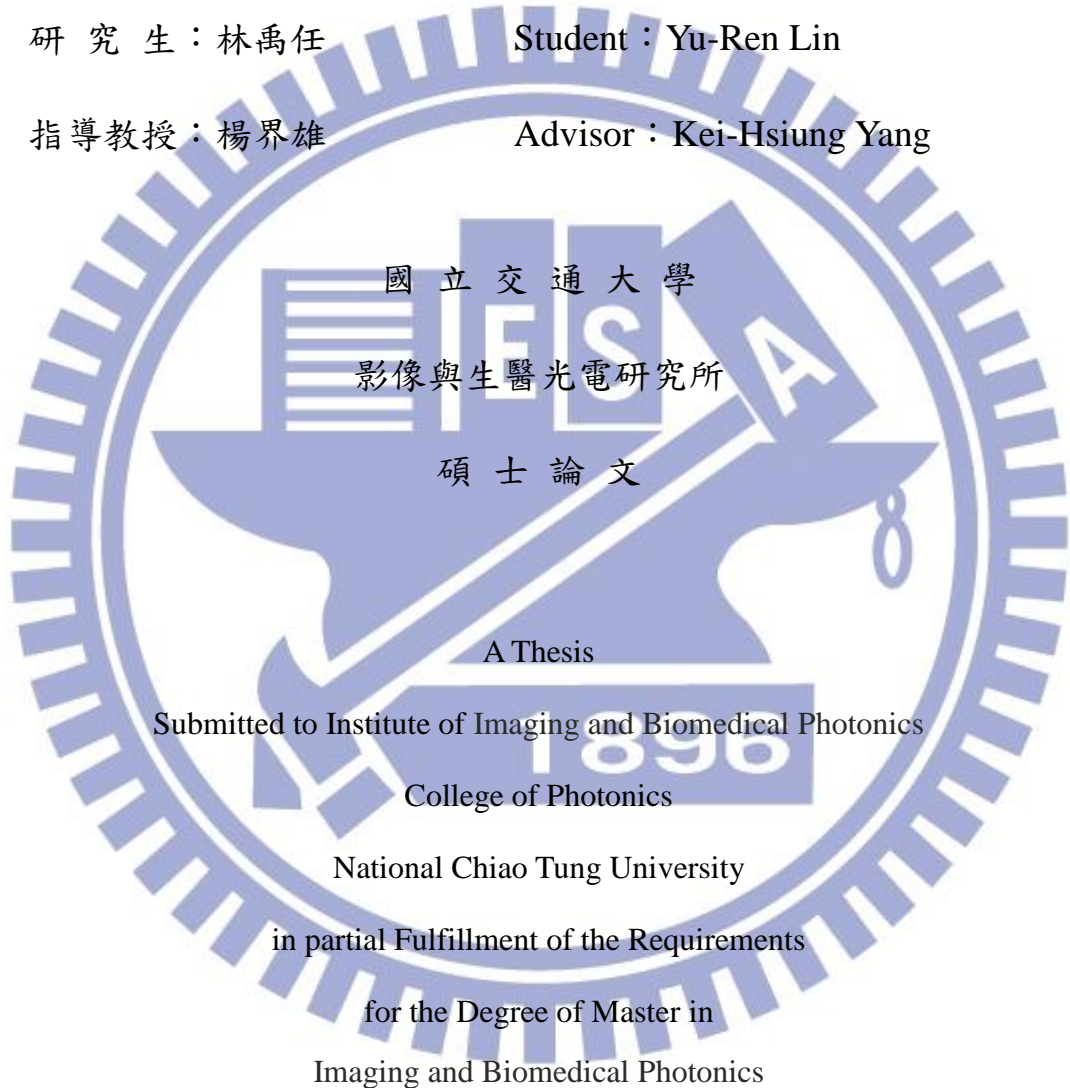 研 究 生：林禹任 Student：Yu-Ren Lin
指導教授：楊界雄 Advisor：Kei-Hsiung Yang
國 立 交 通 大 學
E S A
影像與生醫光電研究所
碩 士 論 文
A Thesis
Submitted to Institute of Imaging and Biomedical Photonics
1896
College of Photonics
National Chiao Tung University
in partial Fulfillment of the Requirements
for the Degree of Master in
Imaging and Biomedical Photonics